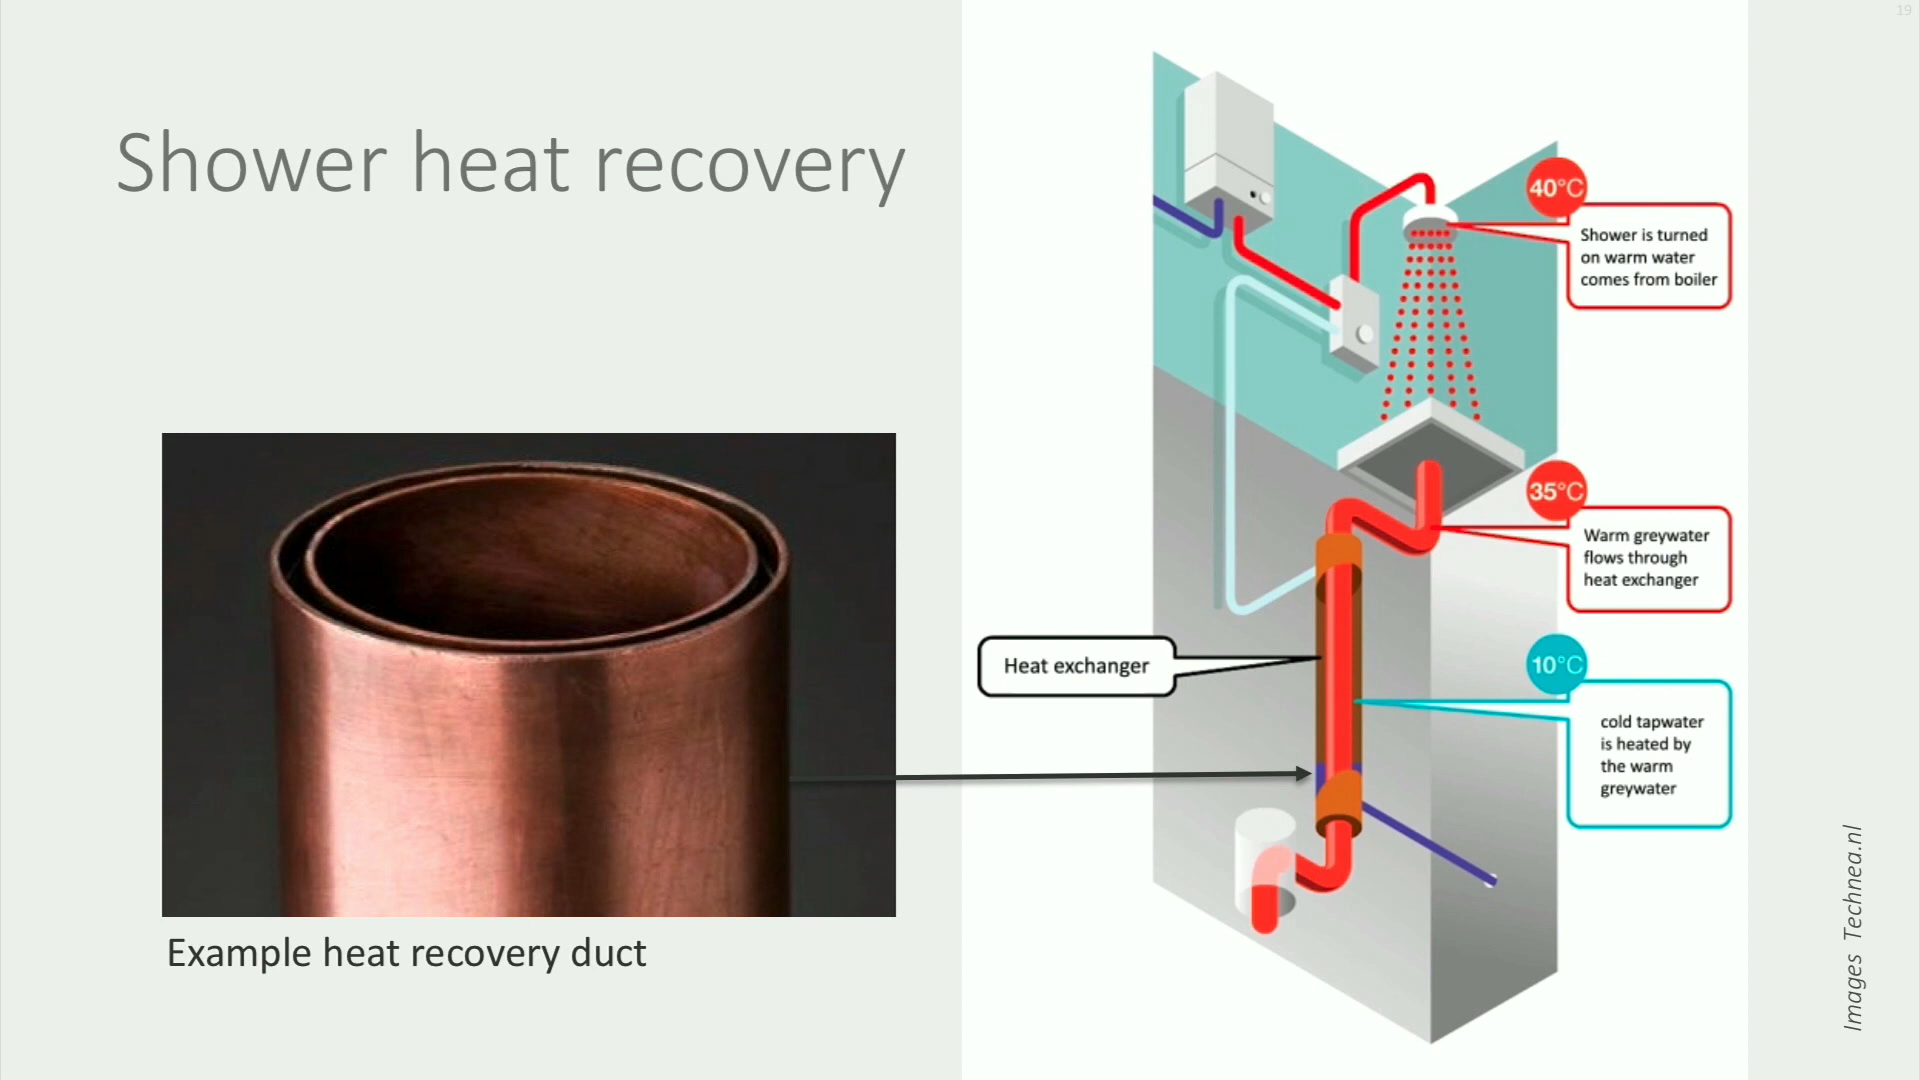 19
Shower heat recovery
40°C
Shower is turned
on warm water
comes from boiler
35°C
Warm greywater
flows through
heat exchanger
Heat exchanger
10°C
cold tapwater
is heated by
the warm
greywater
Example heat recovery duct
Images Technea.nl